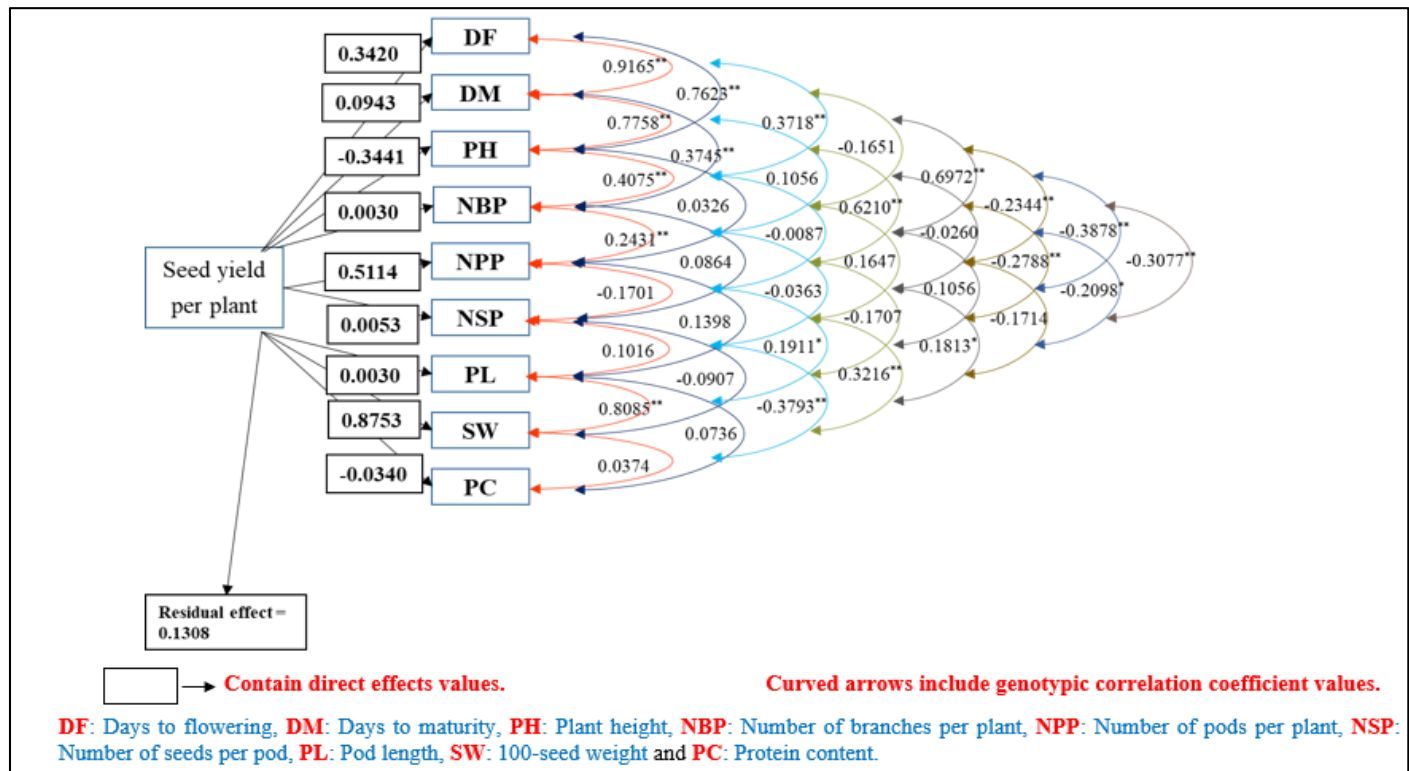 DF
0.3420
0.9165**
DM
0.7623**
0.0943
0.7758**
0.3718**
-0.1651
PH
-0.3441
0.3745**
0.1056
0.6972**
0.4075**
NBP
0.0030
0.0326
0.6210**
-0.2344**
-0.0260
-0.3878**
0.2431**
-0.0087
Seed yield
per plant
NPP
0.5114
0.0864
0.1647
-0.2788**
-0.3077**
-0.1701
-0.0363
0.1056
-0.2098*
NSP
0.0053
0.1398
-0.1707
-0.1714
0.1016
0.1911*
0.1813*
PL
0.0030
-0.0907
0.3216**
0.8085**
-0.3793**
SW
0.8753
0.0736
0.0374
PC
-0.0340
Residual effect =
0.1308
Contain direct effects values.
Curved arrows include genotypic correlation coefficient values.
DF: Days to flowering, DM: Days to maturity, PH: Plant height, NBP: Number of branches per plant, NPP: Number of pods per plant, NSP:
Number of seeds per pod, PL: Pod length, SW: 100-seed weight and PC: Protein content.